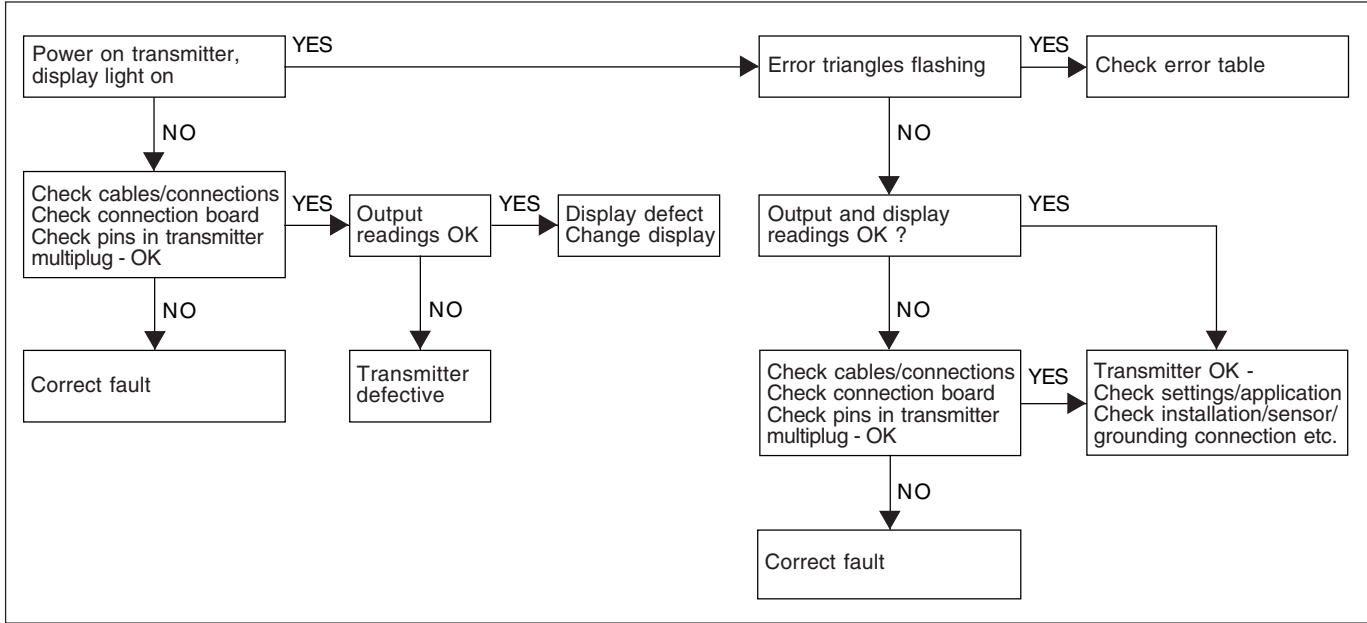 Power on transmitter,
display light on
YES
Error triangles flashing
YES
Check error table
NO
NO
Check cables/connections
Check connection board
Check pins in transmitter
multiplug - OK
YES
Output
readings OK
YES
Display defect
Change display
Output and display
readings OK ?
YES
NO
NO
NO
Correct fault
Transmitter
defective
Check cables/connections
Check connection board
Check pins in transmitter
multiplug - OK
YES
Transmitter OK -
Check settings/application
Check installation/sensor/
grounding connection etc.
NO
Correct fault